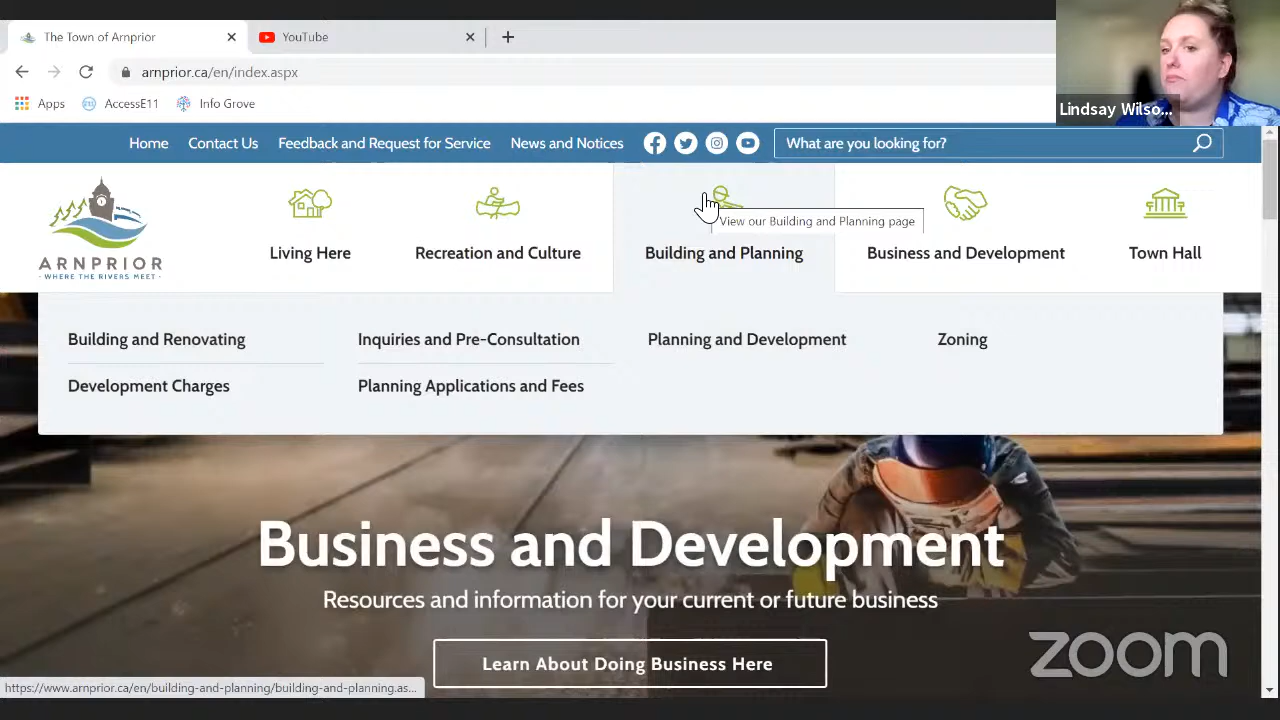 The Town of Arnprior
YouTube
arnprior.ca/en/index.aspx
Apps
AccessE11
Info Grove
Lindsay Wilso...
Home
Contact Us
Feedback and Request for Service
News and Notices
What are you looking for?
ARNPRIOR
WHERE THE RIVERS MEET
Living Here
Recreation and Culture
View our Building and Planning page
Building and Planning
Business and Development
Town Hall
Building and Renovating
Inquiries and Pre-Consultation
Planning and Development
Zoning
Development Charges
Planning Applications and Fees
Business and Development
Resources and information for your current or future business
Learn About Doing Business Here
zoom
https://www.arnprior.ca/en/building-and-planning/building-and-planning.as...